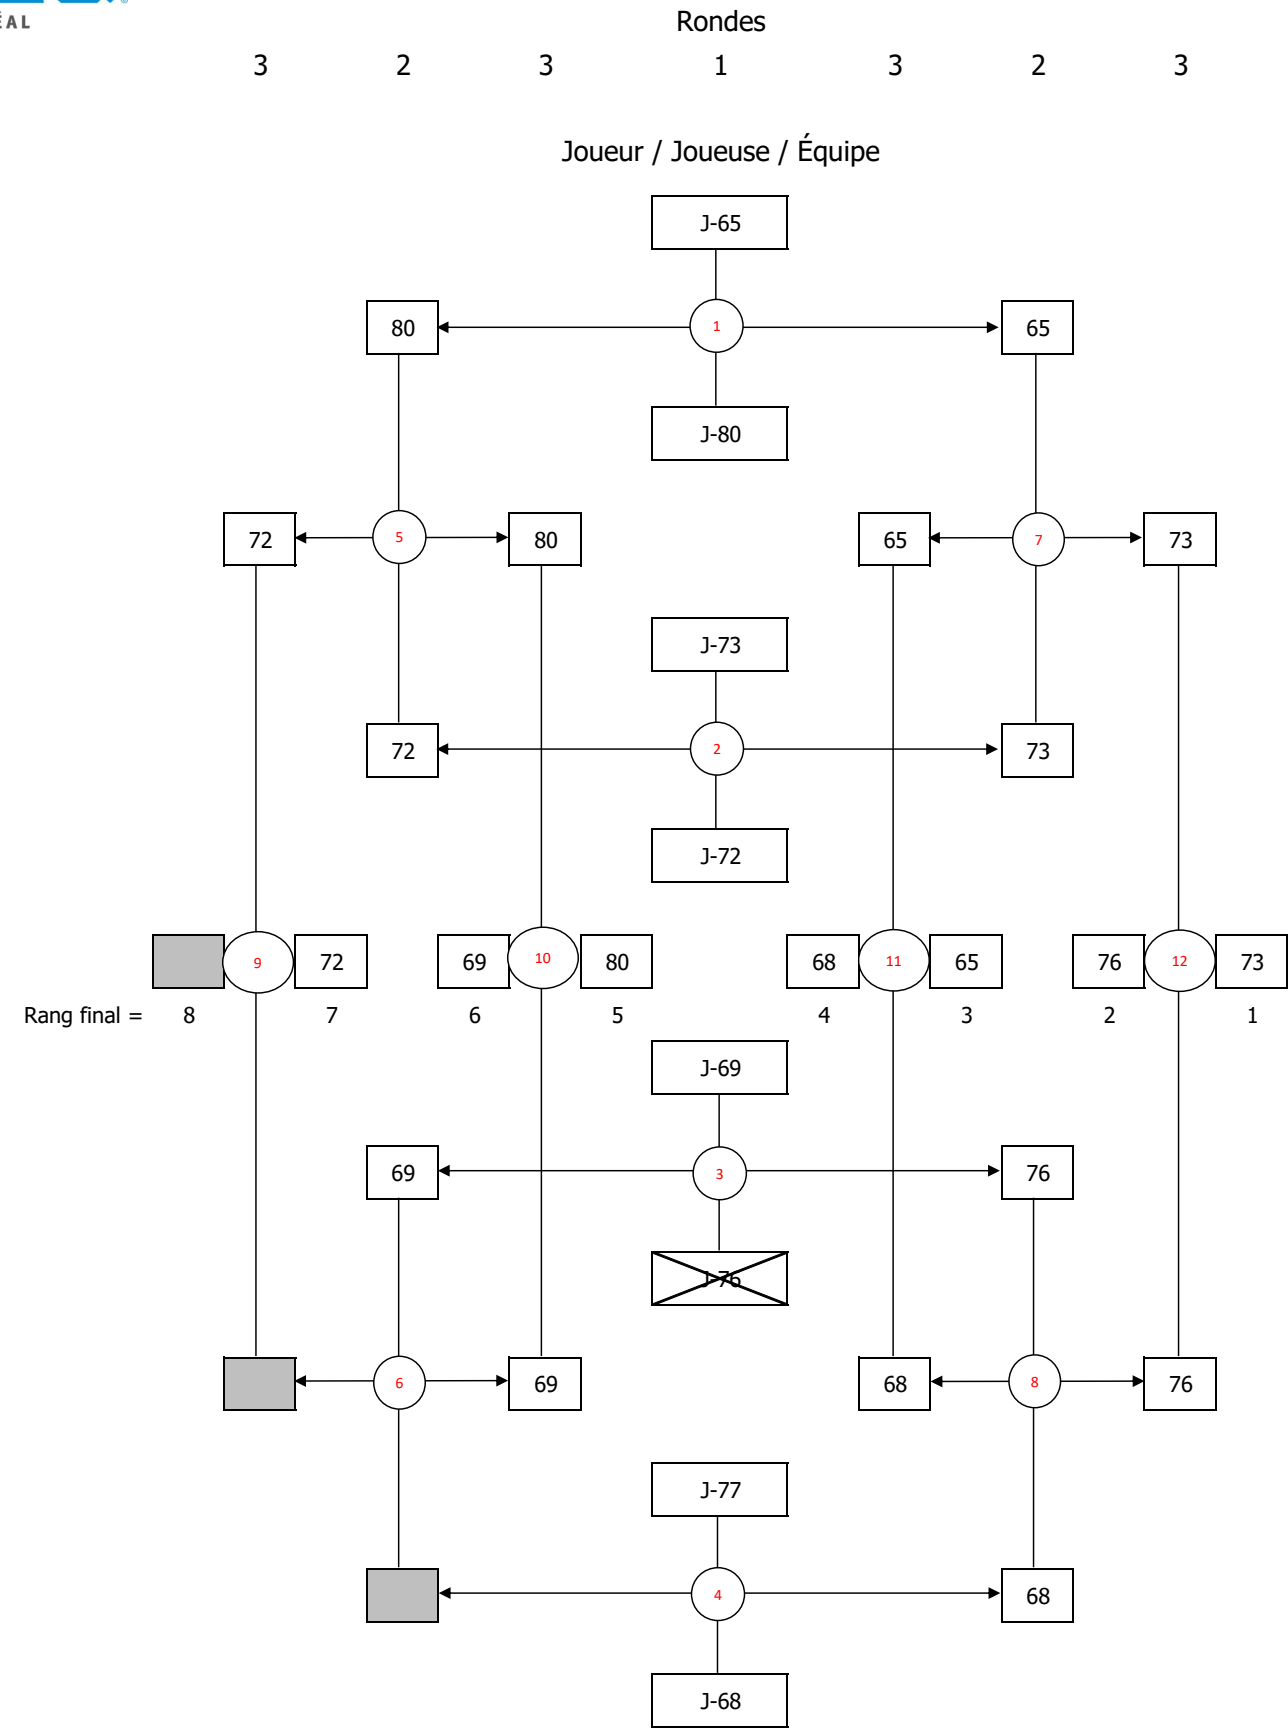 ÉAL
Rondes
3 2 3 1 3 2 3
Joueur / Joueuse / Équipe
J-65
80 1 65
J-80
72 5 80 65 7 73
J-73
72 2 73
J-72
9 72 69 10 80 68 11 65 76 12 73
Rang final = 8 7 6 5 4 3 2 1
J-69
69 3 76
J-76
6 69 68 8 76
J-77
4 68
J-68